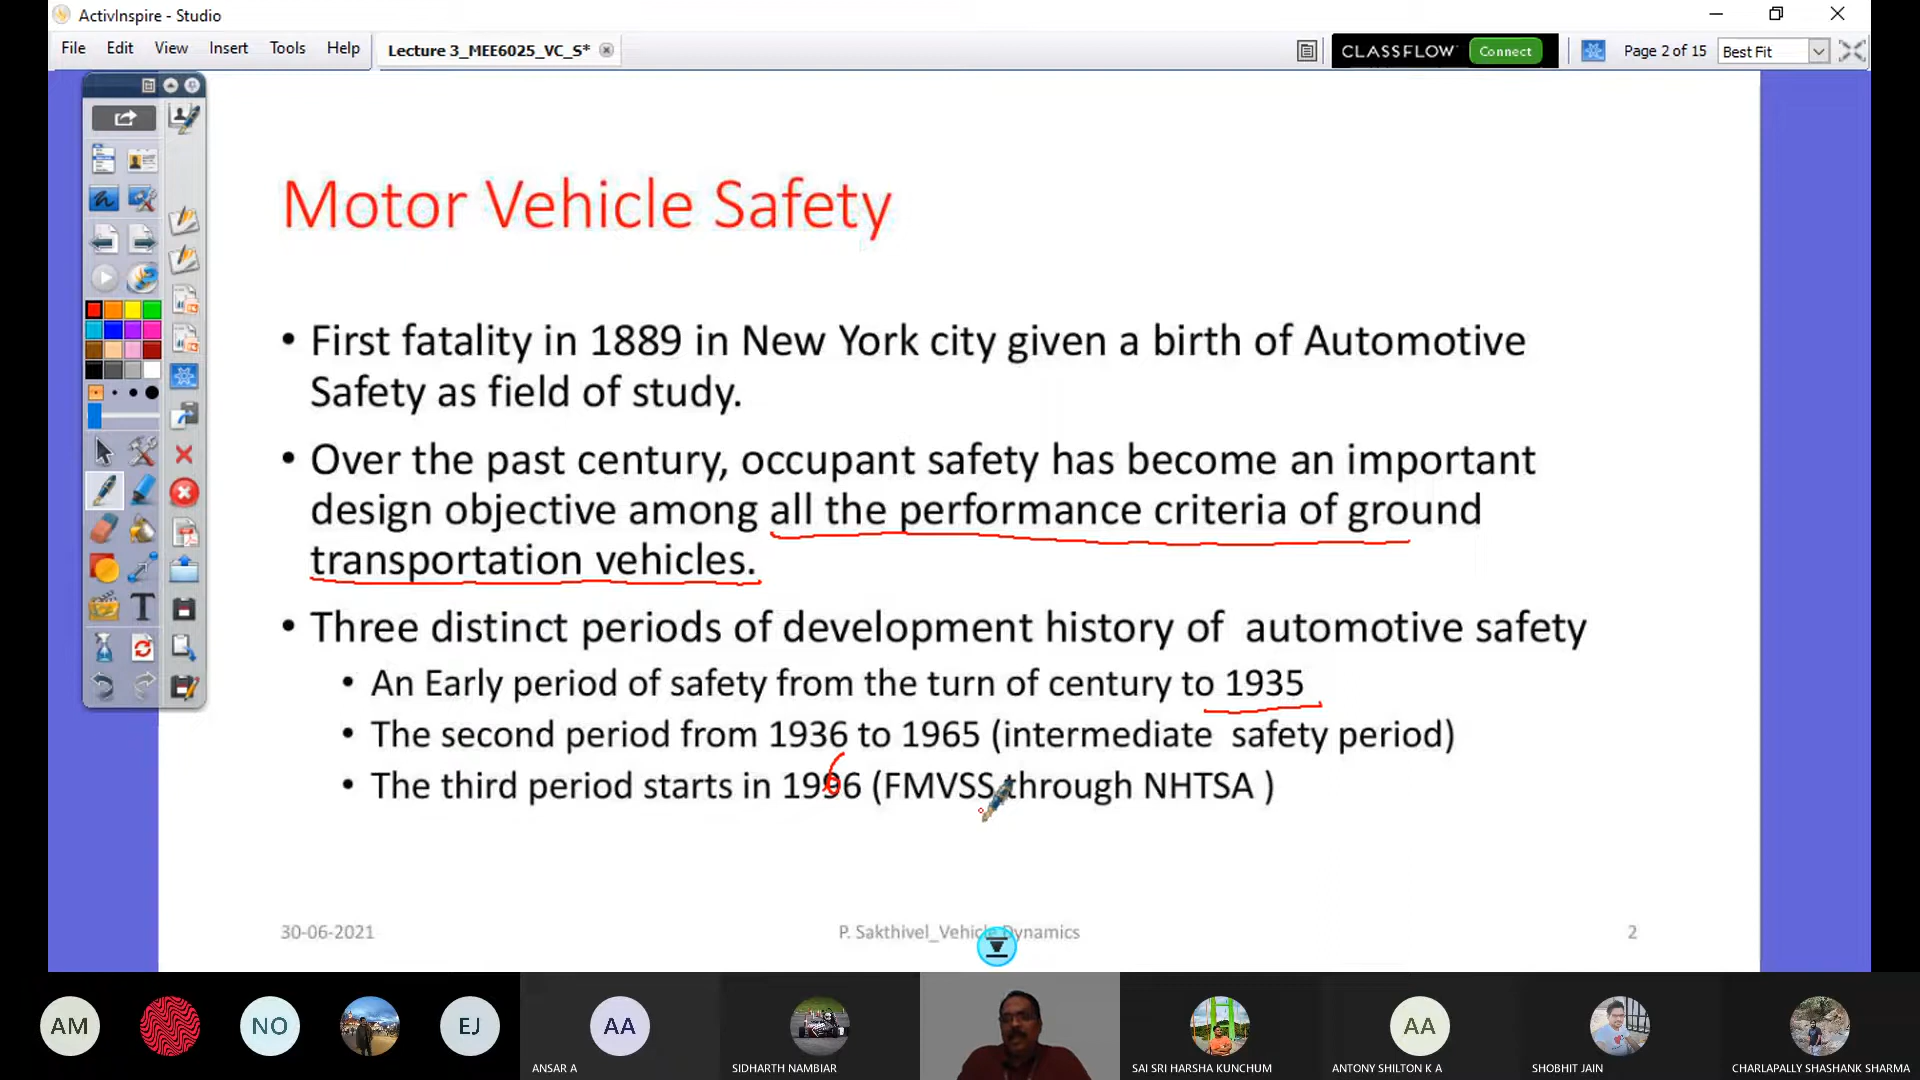 ActivInspire - Studio
File Edit View Insert Tools Help
Lecture 3_MEE6025_VC_S*
CLASSFLOW Connect
Page 2 of 15
Best Fit
Motor Vehicle Safety
• First fatality in 1889 in New York city given a birth of Automotive
Safety as field of study.
• Over the past century, occupant safety has become an important
design objective among all the performance criteria of ground
transportation vehicles.
• Three distinct periods of development history of automotive safety
• An Early period of safety from the turn of century to 1935
• The second period from 1936 to 1965 (intermediate safety period)
• The third period starts in 1996 (FMVSS through NHTSA )
6
30-06-2021
P. Sakthivel_Vehicle Dynamics
2
AM
NO
EJ
AA
AA
ANSAR A
SIDHARTH NAMBIAR
SAI SRI HARSHA KUNCHUM
ANTONY SHILTON K A
SHOBHIT JAIN
CHARLAPALLY SHASHANK SHARMA